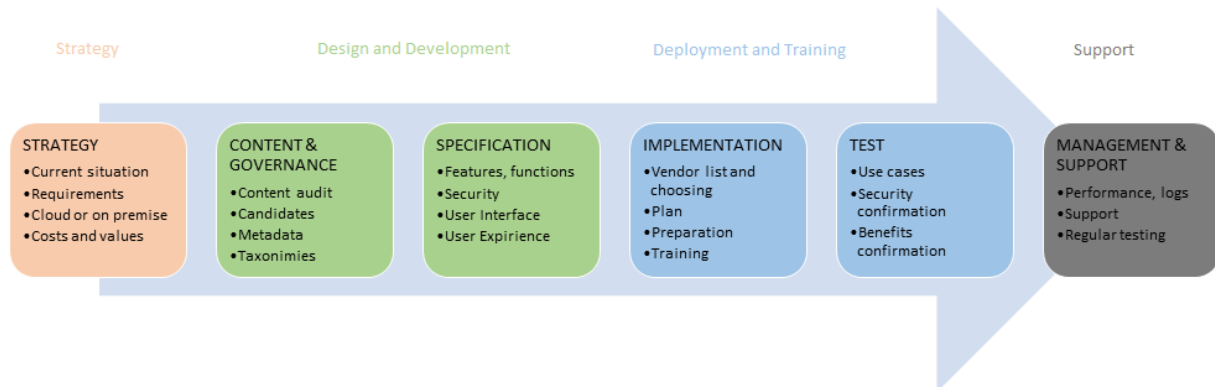 Strategy
Design and Development
Deployment and Training
Support
STRATEGY
•Current situation
•Requirements
•Cloud or on premise
•Costs and values
CONTENT &
GOVERNANCE
•Content audit
•Candidates
•Metadata
•Taxonimies
SPECIFICATION
•Features, functions
•Security
•User Interface
•User Expirience
IMPLEMENTATION
•Vendor list and
choosing
•Plan
•Preparation
•Training
TEST
•Use cases
•Security
confirmation
•Benefits
confirmation
MANAGEMENT &
SUPPORT
•Performance, logs
•Support
•Regular testing